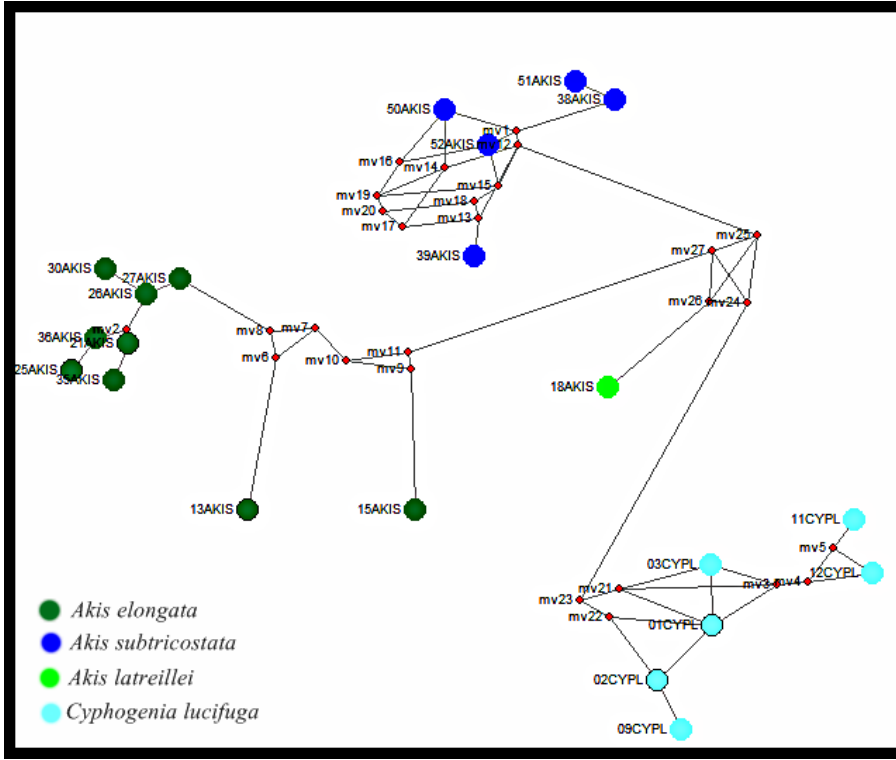 51AKIS
38AKIS
50AKIS
mv1
52AKIS
mv12
mv16
mv14
mv15
mv19
mv18
mv20
mv13
mv17
mv25
mv27
39AKIS
30AKIS
27AKIS
26AKIS
mv26
mv24
mv2
mv8
mv7
36AKIS
21AKIS
mv6
mv10
mv11
mv9
25AKIS
35AKIS
18AKIS
13AKIS
15AKIS
11CYPL
mv5
03CYPL
12CYPL
mv3
mv4
mv21
mv23
mv22
01CYPL
02CYPL
09CYPL
Akis elongata
Akis subtricostata
Akis latreillei
Cyphogenia lucifuga